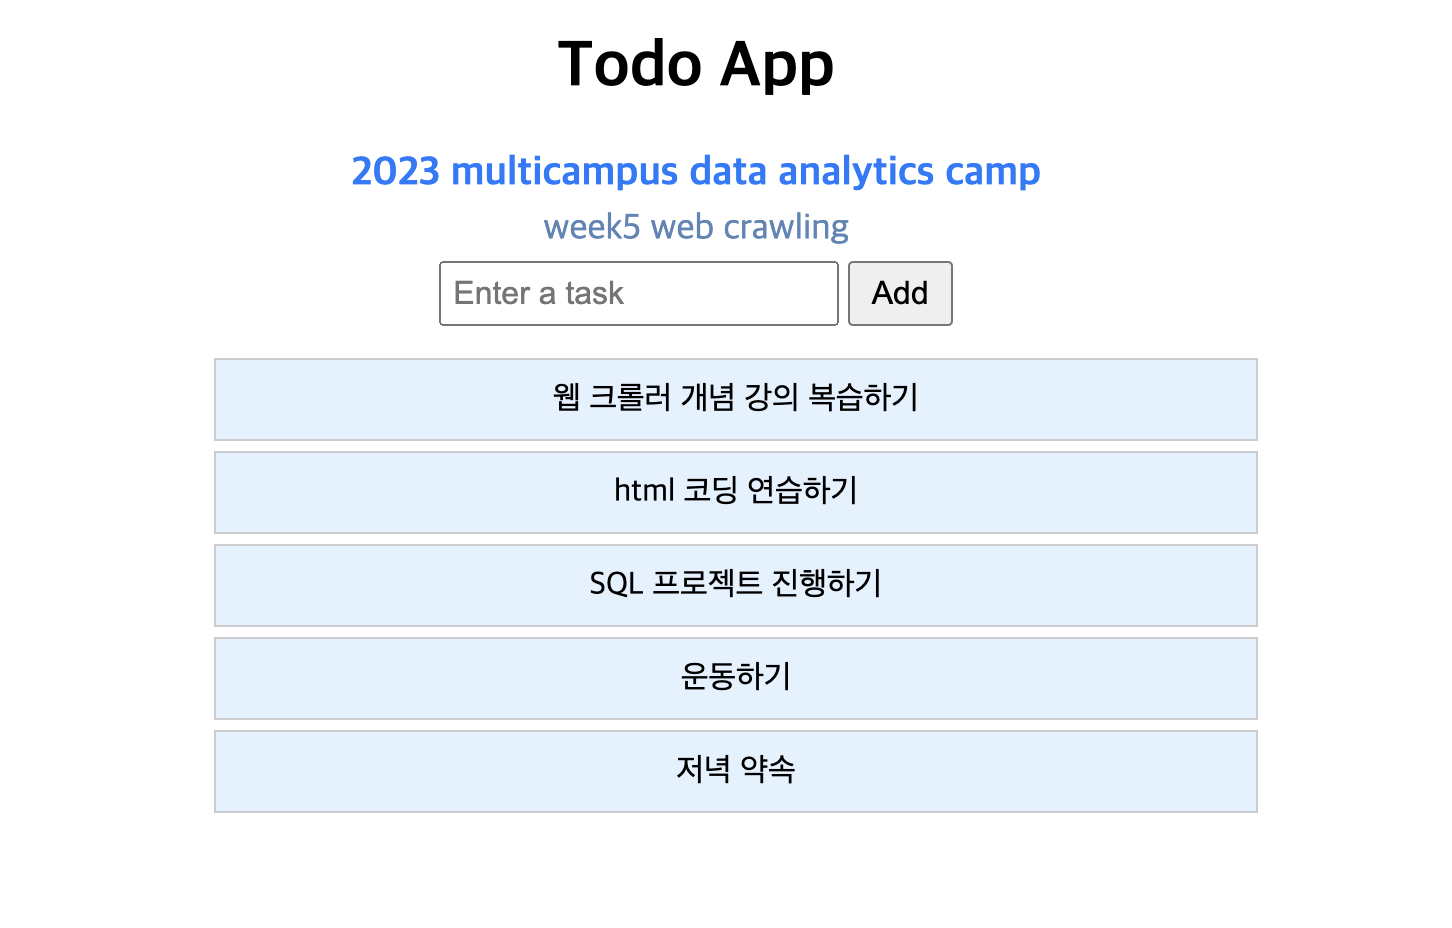 Todo App
2023 multicampus data analytics camp
week5 web crawling
Enter a task Add
웹 크롤러 개념 강의 복습하기
html 코딩 연습하기
SQL 프로젝트 진행하기
운동하기
저녁 약속